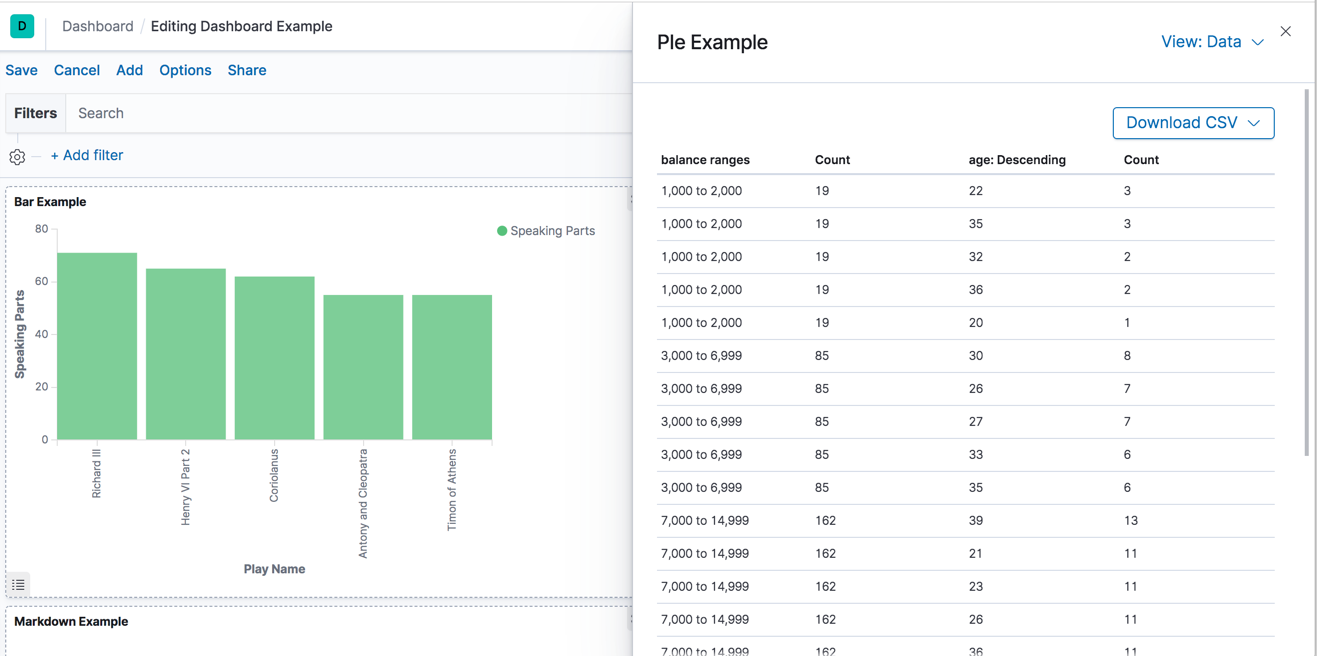 D Dashboard / Editing Dashboard Example
Save Cancel Add Options Share
Filters Search
+ Add filter
Bar Example
80
60
40
20
0
Speaking Parts
Speaking Parts
Richard III
Henry VI Part 2
Coriolanus
Antony and Cleopatra
Timon of Athens
Play Name
Markdown Example
Ple Example
View: Data
Download CSV
balance ranges Count age: Descending Count
1,000 to 2,000 19 22 3
1,000 to 2,000 19 35 3
1,000 to 2,000 19 32 2
1,000 to 2,000 19 36 2
1,000 to 2,000 19 20 1
3,000 to 6,999 85 30 8
3,000 to 6,999 85 26 7
3,000 to 6,999 85 27 7
3,000 to 6,999 85 33 6
3,000 to 6,999 85 35 6
7,000 to 14,999 162 39 13
7,000 to 14,999 162 21 11
7,000 to 14,999 162 23 11
7,000 to 14,999 162 26 11
7,000 to 14,999 162 36 11